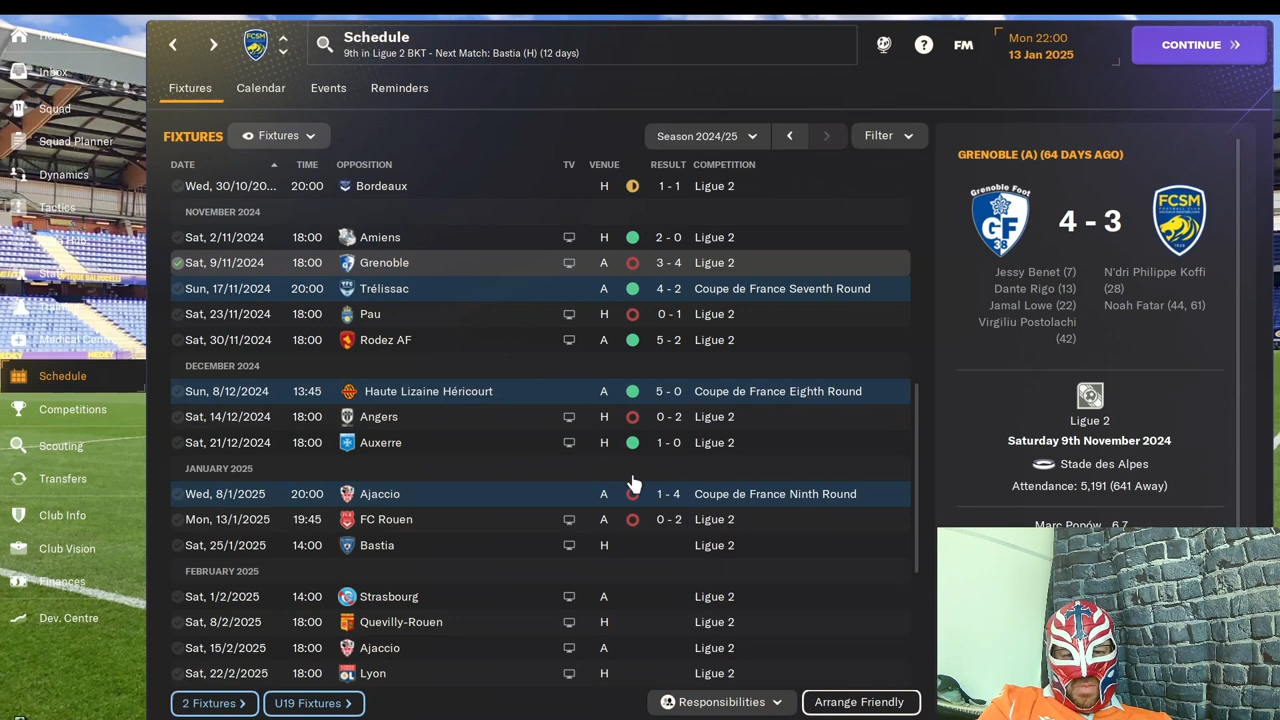 Schedule
9th in Ligue 2 BKT - Next Match: Bastia (H) (12 days)
FCSM
FM
Mon 22:00
13 Jan 2025
CONTINUE
Home
Inbox
Squad
Squad Planner
Dynamics
Tactics
Schedule
Competitions
Scouting
Transfers
Club Info
Club Vision
Finances
Dev. Centre
Fixtures Calendar Events Reminders
FIXTURES Fixtures Season 2024/25 Filter
DATE TIME OPPOSITION TV VENUE RESULT COMPETITION
Wed, 30/10/20... 20:00 Bordeaux H 1 - 1 Ligue 2
NOVEMBER 2024
Sat, 2/11/2024 18:00 Amiens H 2 - 0 Ligue 2
Sat, 9/11/2024 18:00 Grenoble A 3 - 4 Ligue 2
Sun, 17/11/2024 20:00 Trélissac A 4 - 2 Coupe de France Seventh Round
Sat, 23/11/2024 18:00 Pau H 0 - 1 Ligue 2
Sat, 30/11/2024 18:00 Rodez AF A 5 - 2 Ligue 2
DECEMBER 2024
Sun, 8/12/2024 13:45 Haute Lizaine Héricourt A 5 - 0 Coupe de France Eighth Round
Sat, 14/12/2024 18:00 Angers H 0 - 2 Ligue 2
Sat, 21/12/2024 18:00 Auxerre H 1 - 0 Ligue 2
JANUARY 2025
Wed, 8/1/2025 20:00 Ajaccio A 1 - 4 Coupe de France Ninth Round
Mon, 13/1/2025 19:45 FC Rouen A 0 - 2 Ligue 2
Sat, 25/1/2025 14:00 Bastia H Ligue 2
FEBRUARY 2025
Sat, 1/2/2025 14:00 Strasbourg A Ligue 2
Sat, 8/2/2025 18:00 Quevilly-Rouen H Ligue 2
Sat, 15/2/2025 18:00 Ajaccio A Ligue 2
Sat, 22/2/2025 18:00 Lyon H Ligue 2
2 Fixtures
U19 Fixtures
Responsibilities
Arrange Friendly
GRENOBLE (A) (64 DAYS AGO)
Grenoble Foot
GF
38
4 - 3
FCSM
Jessy Benet (7)
Dante Rigo (13)
Jamal Lowe (22)
Virgiliu Postolachi
(42)
N'dri Philippe Koffi
(28)
Noah Fatar (44, 61)
Ligue 2
Saturday 9th November 2024
Stade des Alpes
Attendance: 5,191 (641 Away)
Marc Popów 6.7